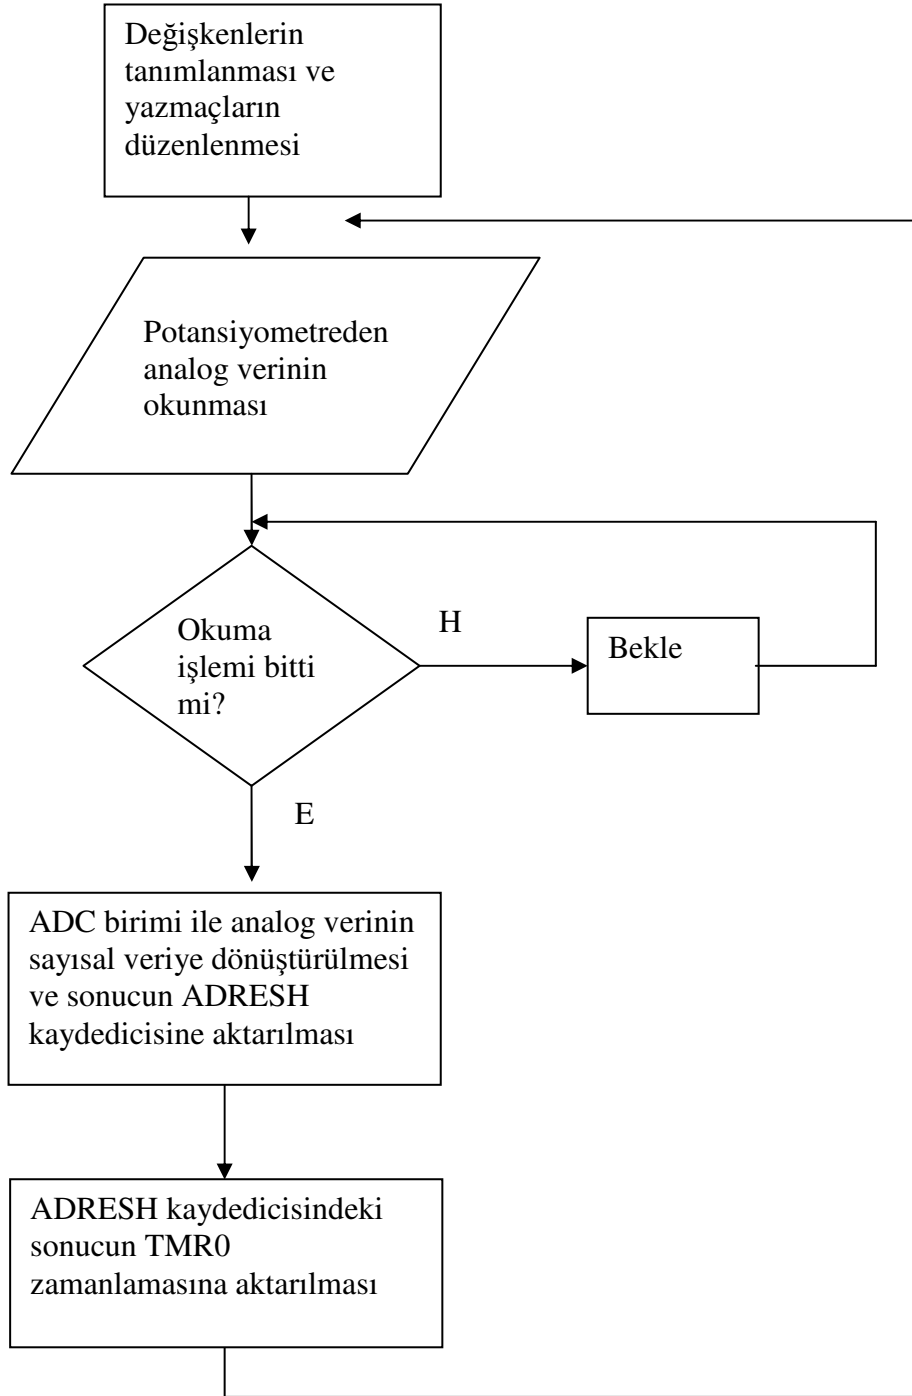 Değişkenlerin
tanımlanması ve
yazmaçların
düzenlenmesi
Potansiyometreden
analog verinin
okunması
Okuma
işlemi bitti
mi?
H
Bekle
E
ADC birimi ile analog verinin
sayısal veriye dönüştürülmesi
ve sonucun ADRESH
kaydedicisine aktarılması
ADRESH kaydedicisindeki
sonucun TMR0
zamanlamasına aktarılması